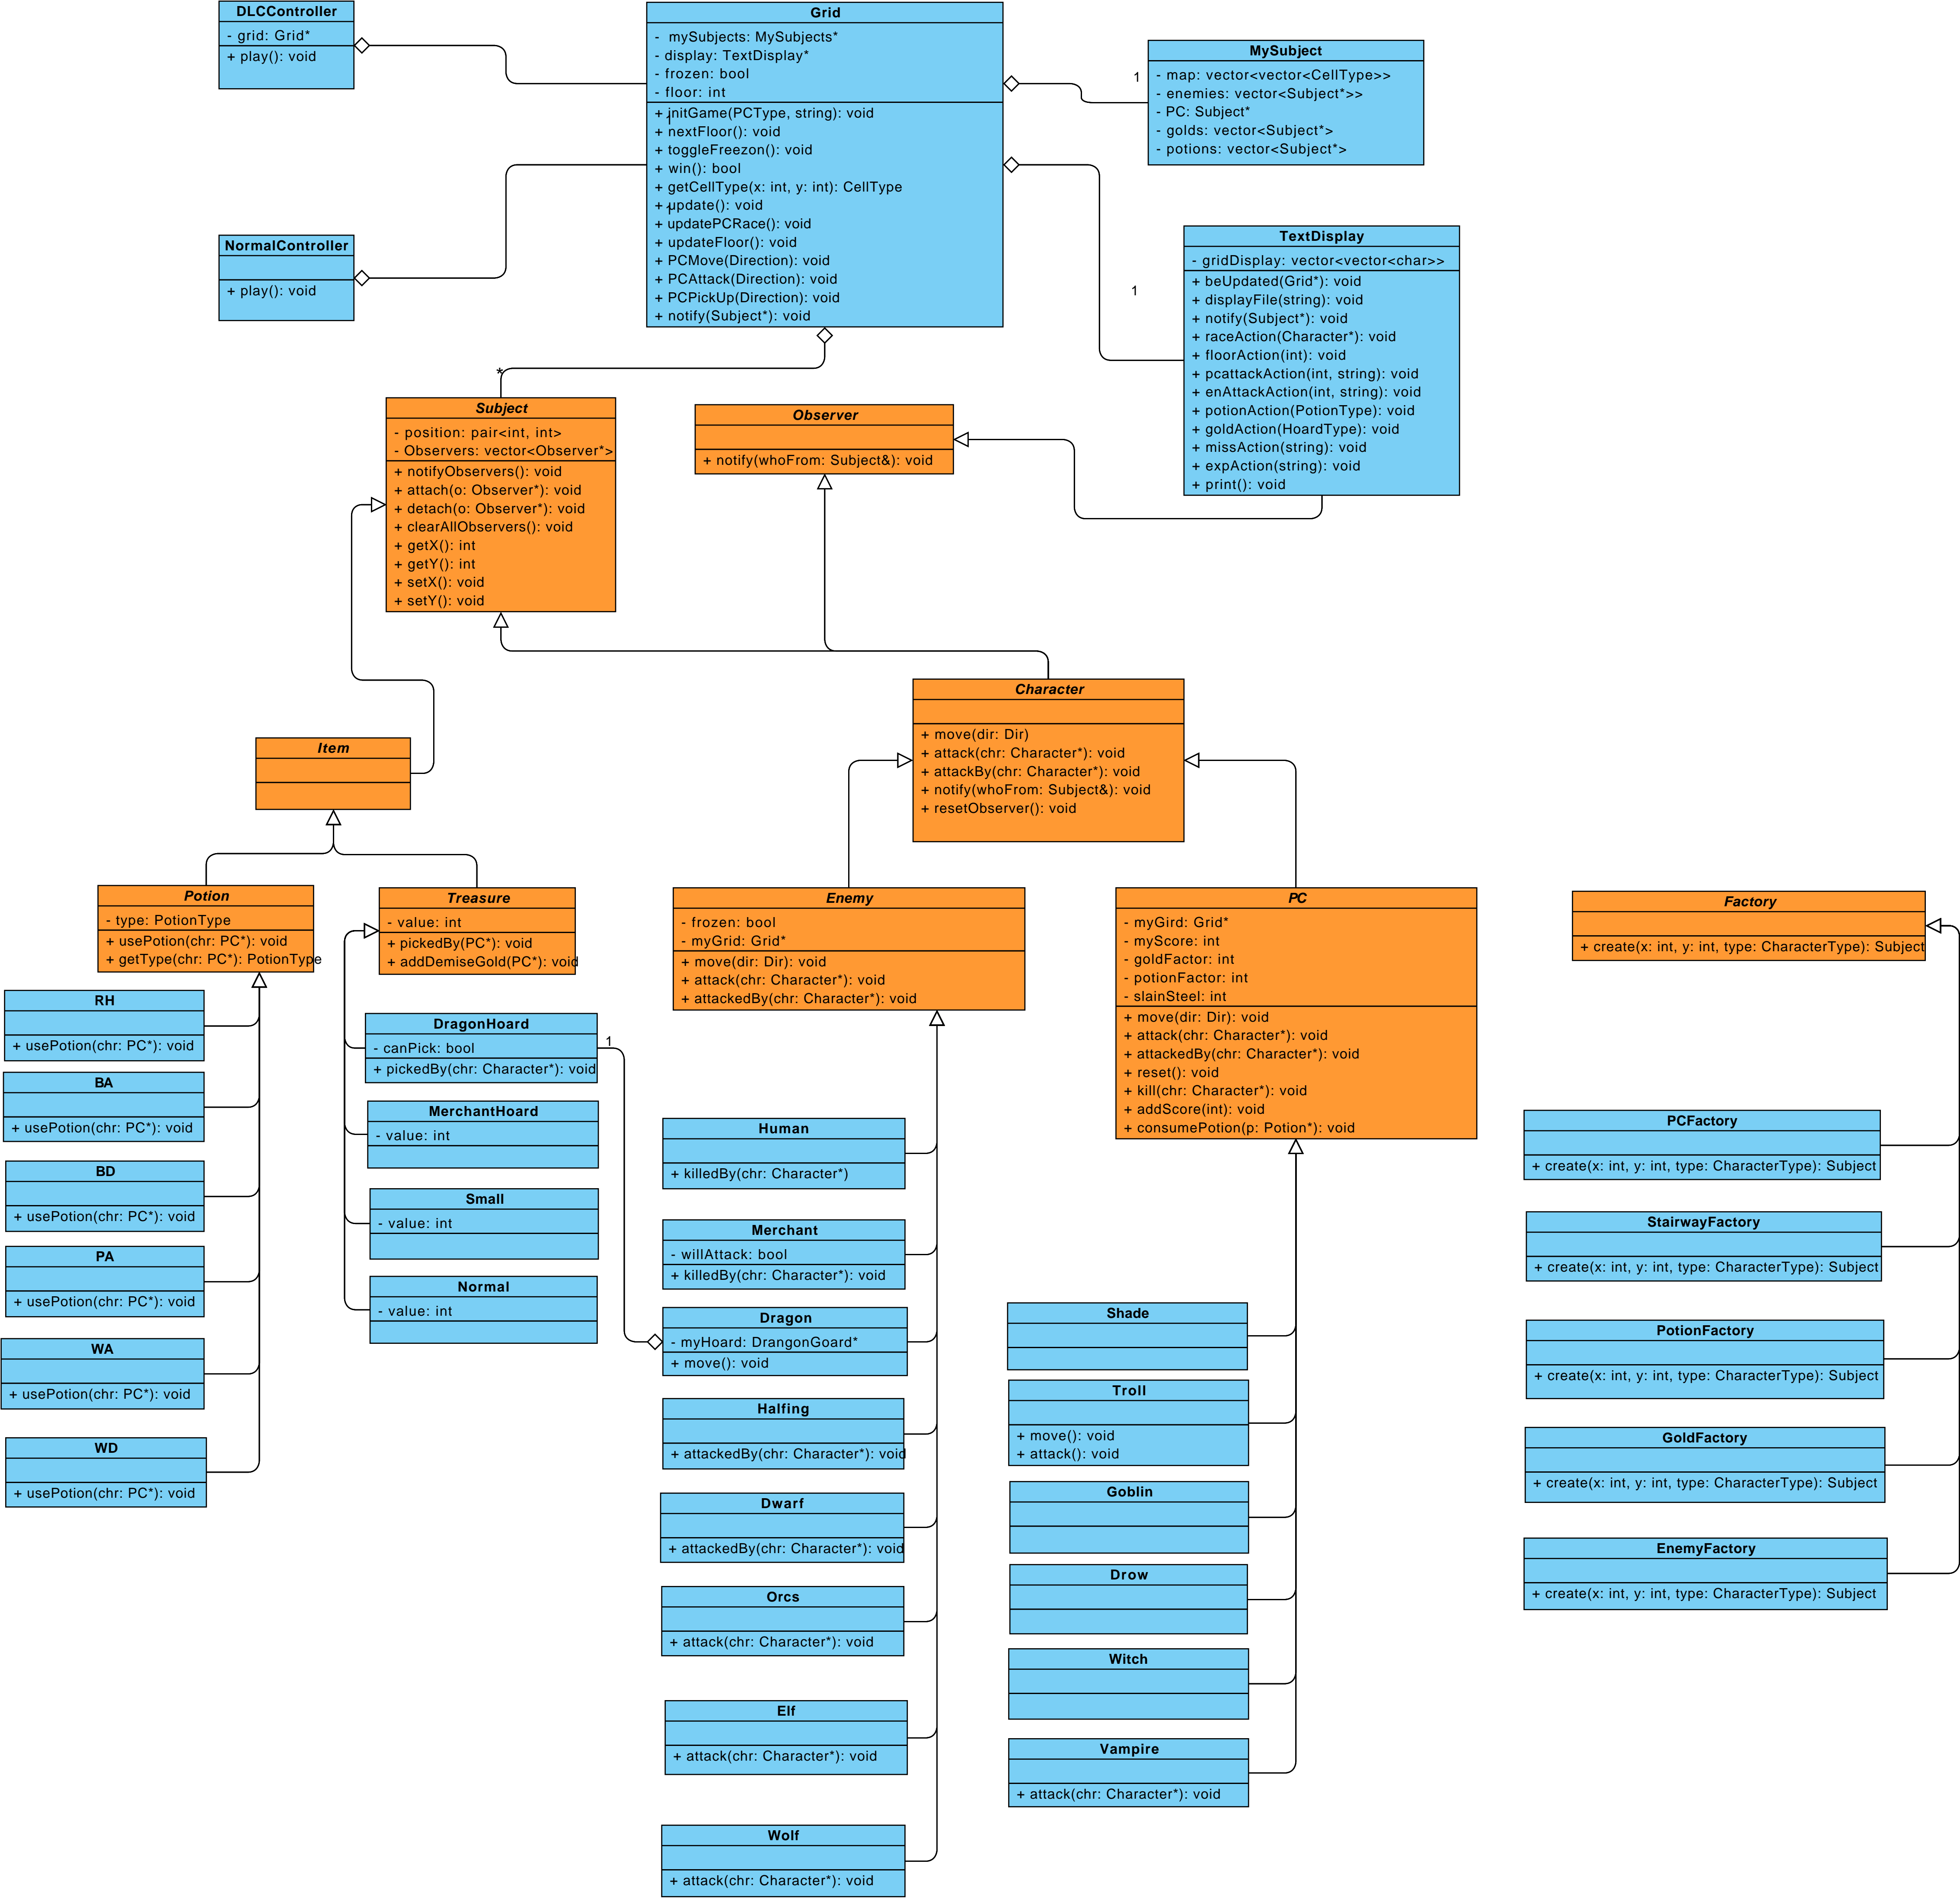 DLCController
- grid: Grid*
+ play(): void
Grid
- mySubjects: MySubjects*
- display: TextDisplay*
- frozen: bool
- floor: int
+ initGame(PCType, string): void
1
+ nextFloor(): void
+ toggleFreezon(): void
+ win(): bool
+ getCellType(x: int, y: int): CellType
+ update(): void
1
+ updatePCRace(): void
+ updateFloor(): void
+ PCMove(Direction): void
+ PCAttack(Direction): void
+ PCPickUp(Direction): void
+ notify(Subject*): void
1
MySubject
- map: vector<vector<CellType>>
- enemies: vector<Subject*>>
- PC: Subject*
- golds: vector<Subject*>
- potions: vector<Subject*>
NormalController
+ play(): void
1
TextDisplay
- gridDisplay: vector<vector<char>>
+ beUpdated(Grid*): void
+ displayFile(string): void
+ notify(Subject*): void
+ raceAction(Character*): void
+ floorAction(int): void
+ pcattackAction(int, string): void
+ enAttackAction(int, string): void
+ potionAction(PotionType): void
+ goldAction(HoardType): void
+ missAction(string): void
+ expAction(string): void
+ print(): void
*
Subject
- position: pair<int, int>
- Observers: vector<Observer*>
+ notifyObservers(): void
+ attach(o: Observer*): void
+ detach(o: Observer*): void
+ clearAllObservers(): void
+ getX(): int
+ getY(): int
+ setX(): void
+ setY(): void
Observer
+ notify(whoFrom: Subject&): void
Character
+ move(dir: Dir)
+ attack(chr: Character*): void
+ attackBy(chr: Character*): void
+ notify(whoFrom: Subject&): void
+ resetObserver(): void
Item
Potion
- type: PotionType
+ usePotion(chr: PC*): void
+ getType(chr: PC*): PotionType
Treasure
- value: int
+ pickedBy(PC*): void
+ addDemiseGold(PC*): void
Enemy
- frozen: bool
- myGrid: Grid*
+ move(dir: Dir): void
+ attack(chr: Character*): void
+ attackedBy(chr: Character*): void
PC
- myGird: Grid*
- myScore: int
- goldFactor: int
- potionFactor: int
- slainSteel: int
+ move(dir: Dir): void
+ attack(chr: Character*): void
+ attackedBy(chr: Character*): void
+ reset(): void
+ kill(chr: Character*): void
+ addScore(int): void
+ consumePotion(p: Potion*): void
Factory
+ create(x: int, y: int, type: CharacterType): Subject
RH
+ usePotion(chr: PC*): void
BA
+ usePotion(chr: PC*): void
BD
+ usePotion(chr: PC*): void
PA
+ usePotion(chr: PC*): void
WA
+ usePotion(chr: PC*): void
WD
+ usePotion(chr: PC*): void
DragonHoard
- canPick: bool
+ pickedBy(chr: Character*): void
1
MerchantHoard
- value: int
Small
- value: int
Normal
- value: int
Human
+ killedBy(chr: Character*)
Merchant
- willAttack: bool
+ killedBy(chr: Character*): void
Dragon
- myHoard: DrangonGoard*
+ move(): void
Halfing
+ attackedBy(chr: Character*): void
Dwarf
+ attackedBy(chr: Character*): void
Orcs
+ attack(chr: Character*): void
Elf
+ attack(chr: Character*): void
Wolf
+ attack(chr: Character*): void
Shade
Troll
+ move(): void
+ attack(): void
Goblin
Drow
Witch
Vampire
+ attack(chr: Character*): void
PCFactory
+ create(x: int, y: int, type: CharacterType): Subject
StairwayFactory
+ create(x: int, y: int, type: CharacterType): Subject
PotionFactory
+ create(x: int, y: int, type: CharacterType): Subject
GoldFactory
+ create(x: int, y: int, type: CharacterType): Subject
EnemyFactory
+ create(x: int, y: int, type: CharacterType): Subject